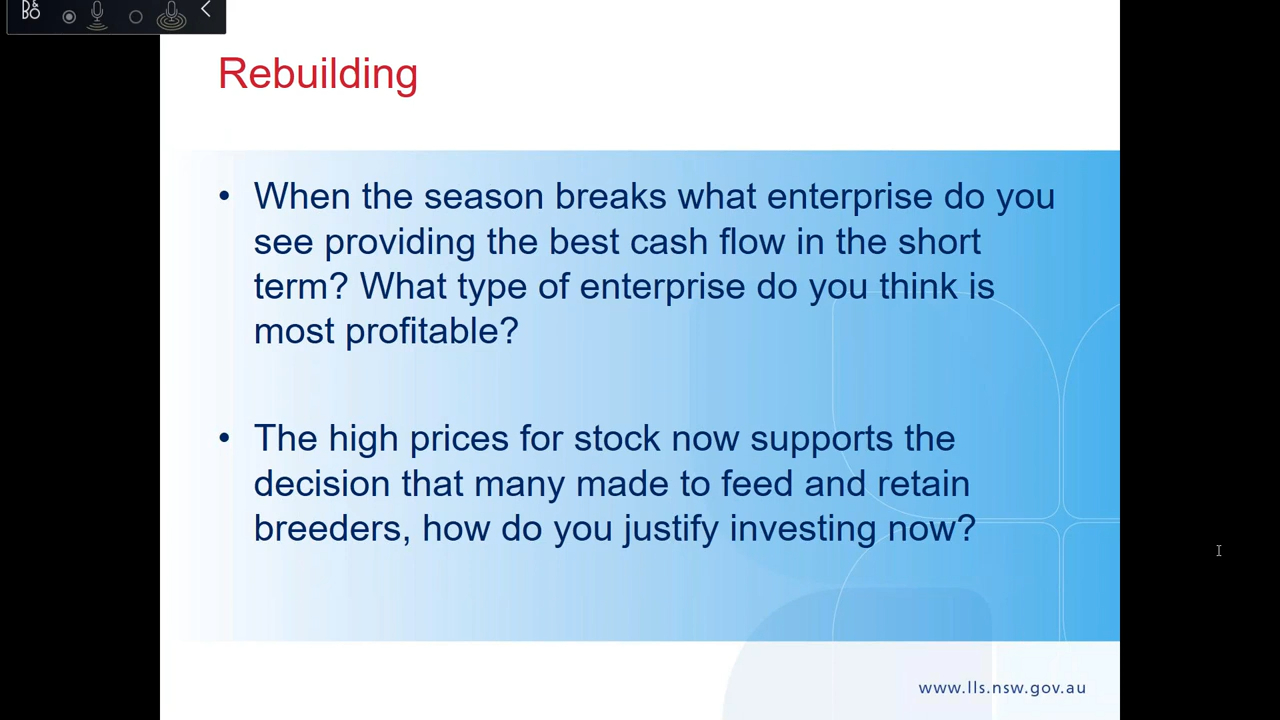 B&
BO
Rebuilding
• When the season breaks what enterprise do you
see providing the best cash flow in the short
term? What type of enterprise do you think is
most profitable?
• The high prices for stock now supports the
decision that many made to feed and retain
breeders, how do you justify investing now?
www.lls.nsw.gov.au